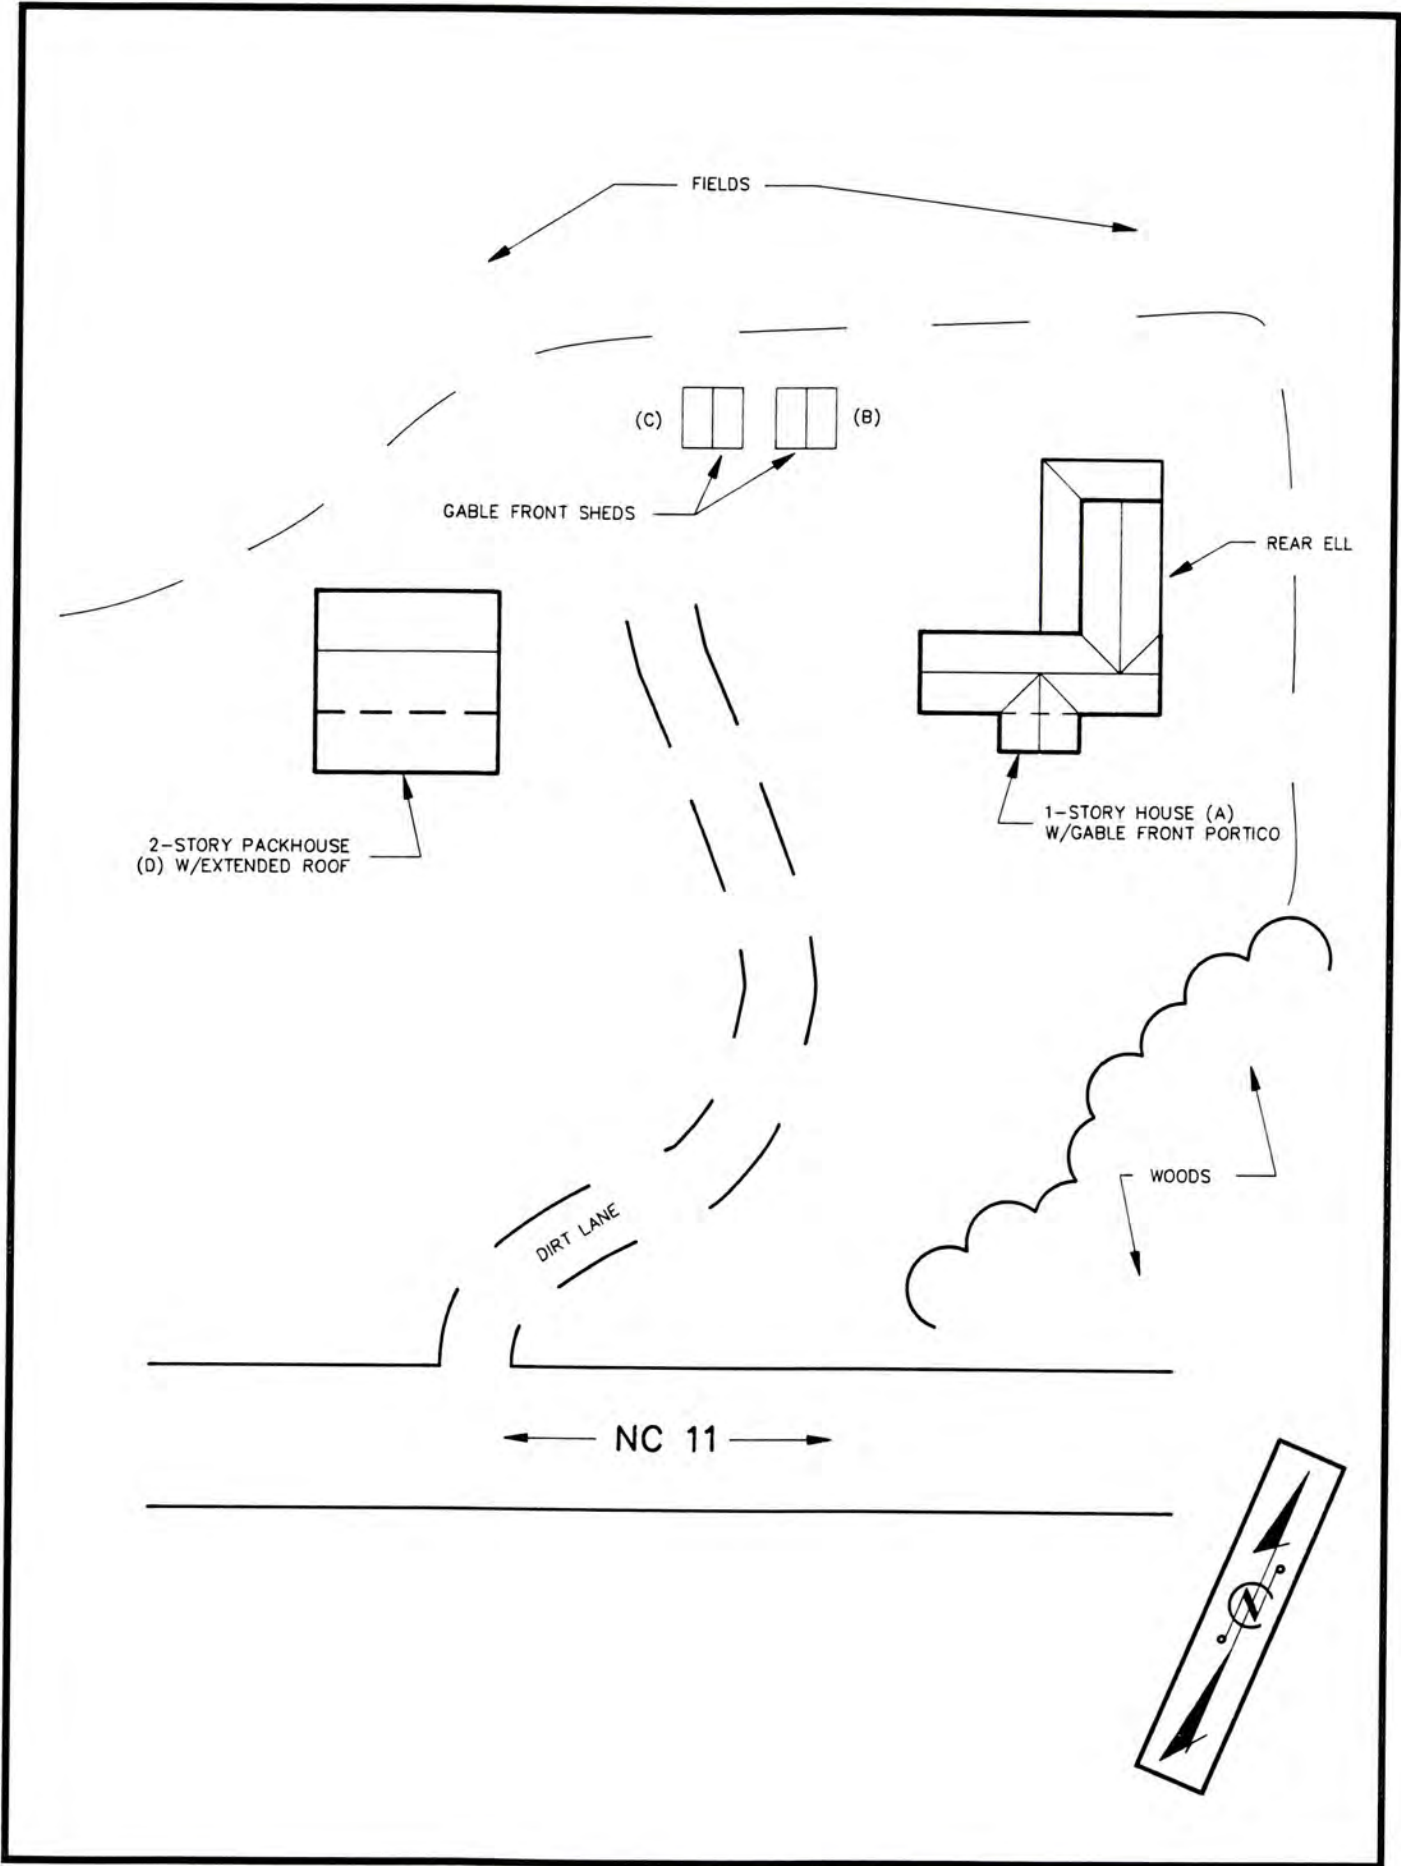 FIELDS
(C)
(B)
GABLE FRONT SHEDS
REAR ELL
1-STORY HOUSE (A)
W/GABLE FRONT PORTICO
2-STORY PACKHOUSE
(D) W/EXTENDED ROOF
WOODS
DIRT LANE
NC 11
N